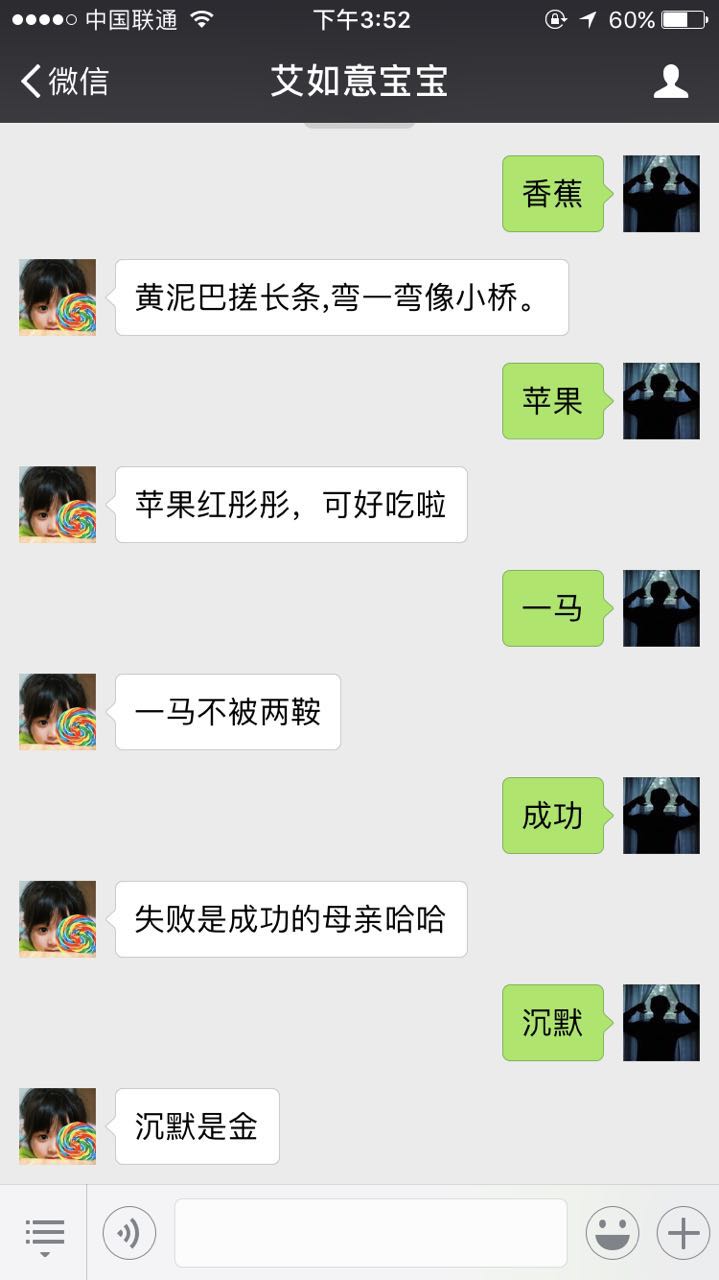 中国联通 下午3:52 60%
微信 艾如意宝宝
香蕉
黄泥巴搓长条,弯一弯像小桥。
苹果
苹果红彤彤，可好吃啦
一马
一马不被两鞍
成功
失败是成功的母亲哈哈
沉默
沉默是金